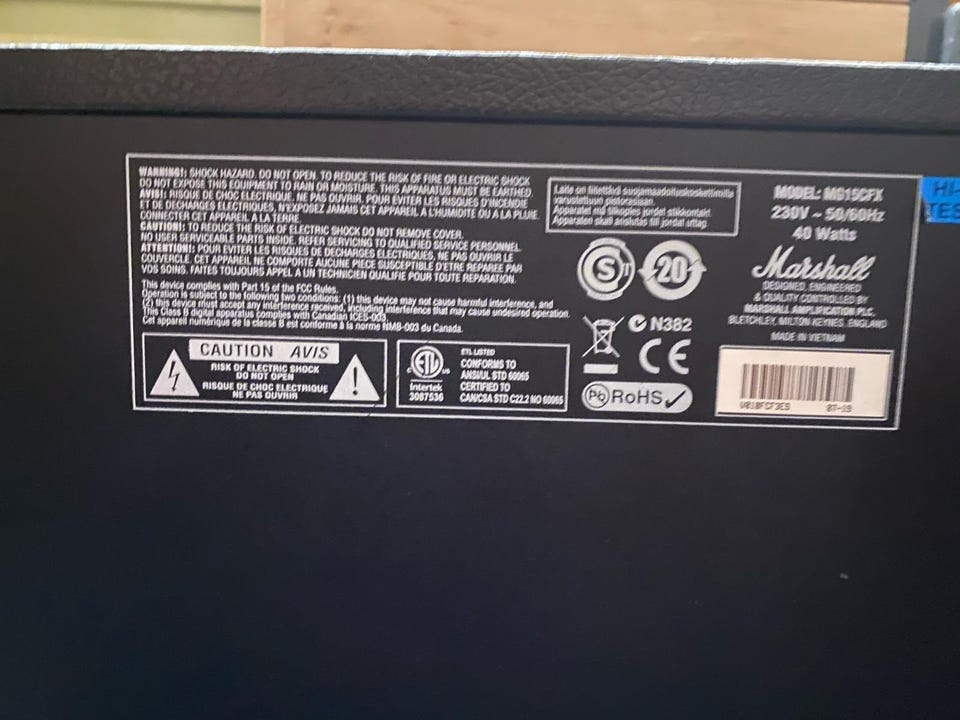 WARNING!: SHOCK HAZARD. DO NOT OPEN. TO REDUCE THE RISK OF FIRE OR ELECTRIC SHOCK
DO NOT EXPOSE THIS EQUIPMENT TO RAIN OR MOISTURE. THIS APPARATUS MUST BE EARTHED.
AVIS!: RISQUE DE CHOC ELECTRIQUE. NE PAS OUVRIR. POUR EVITER LES RISQUES D'INCENDIE
ET DE DECHARGES ELECTRIQUES, N'EXPOSEZ JAMAIS CET APPAREIL A L'HUMIDITE OU A LA PLUIE.
CONNECTER CET APPAREIL A LA TERRE
CAUTION!: TO REDUCE THE RISK OF ELECTRIC SHOCK DO NOT REMOVE COVER.
NO USER SERVICEABLE PARTS INSIDE. REFER SERVICING TO QUALIFIED SERVICE PERSONNEL.
ATTENTION!: POUR EVITER LES RISQUES DE DECHARGES ELECTRIQUES, NE PAS OUVRIR LE
COUVERCLE. CET APPAREIL NE COMPORTE AUCUNE PIECE SUSCEPTIBLE D'ETRE REPAREE PAR
VOS SOINS. FAITES TOUJOURS APPEL A UN TECHNICIEN QUALIFIE POUR TOUTE REPARATION.
This device complies with Part 15 of the FCC Rules.
Operation is subject to the following two conditions: (1) this device may not cause harmful interference, and
(2) this device must accept any interference received, including interference that may cause undesired operation.
This Class B digital apparatus complies with Canadian ICES-003.
Cet appareil numérique de la classe B est conforme à la norme NMB-003 du Canada.
CAUTION AVIS
RISK OF ELECTRIC SHOCK
DO NOT OPEN
RISQUE DE CHOC ELECTRIQUE
NE PAS OUVRIR
ETL
C US
Intertek
3087536
ETL LISTED
CONFORMS TO
ANSI/UL STD 60065
CERTIFIED TO
CAN/CSA STD C22.2 NO 60065
Laite on liitettävä suojamaadoituskoskettimilla
varustettuun pistorasiaan.
Apparatet må tilkoples jordet stikkontakt
Apparaten skall anslutas till jordat uttag.
S
20
N382
CE
Pb RoHS
MODEL: MG15CFX
230V ~ 50/60Hz
40 Watts
Marshall
DESIGNED, ENGINEERED
& QUALITY CONTROLLED BY
MARSHALL AMPLIFICATION PLC.
BLETCHLEY, MILTON KEYNES, ENGLAND
MADE IN VIETNAM
07-19
HI-
TES